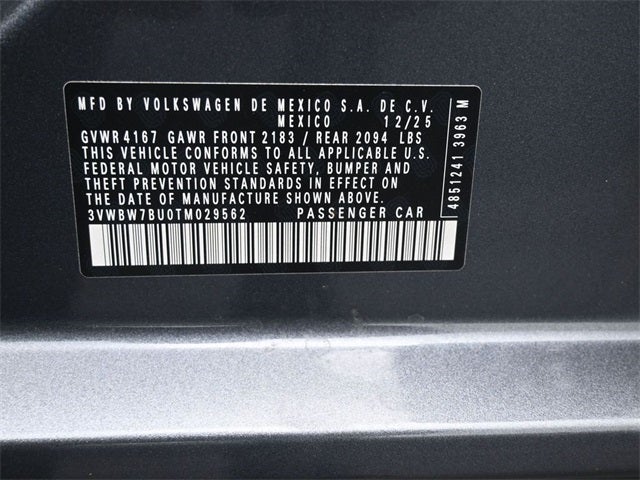 MFD BY VOLKSWAGEN DE MEXICO S.A. DE C.V.
MEXICO 12/25
GVWR 4167 GAWR FRONT 2183 / REAR 2094 LBS
THIS VEHICLE CONFORMS TO ALL APPLICABLE U.S.
FEDERAL MOTOR VEHICLE SAFETY, BUMPER AND
THEFT PREVENTION STANDARDS IN EFFECT ON
THE DATE OF MANUFACTURE SHOWN ABOVE.
3VWBW7BU0TM029562 PASSENGER CAR
4851241 3963 M